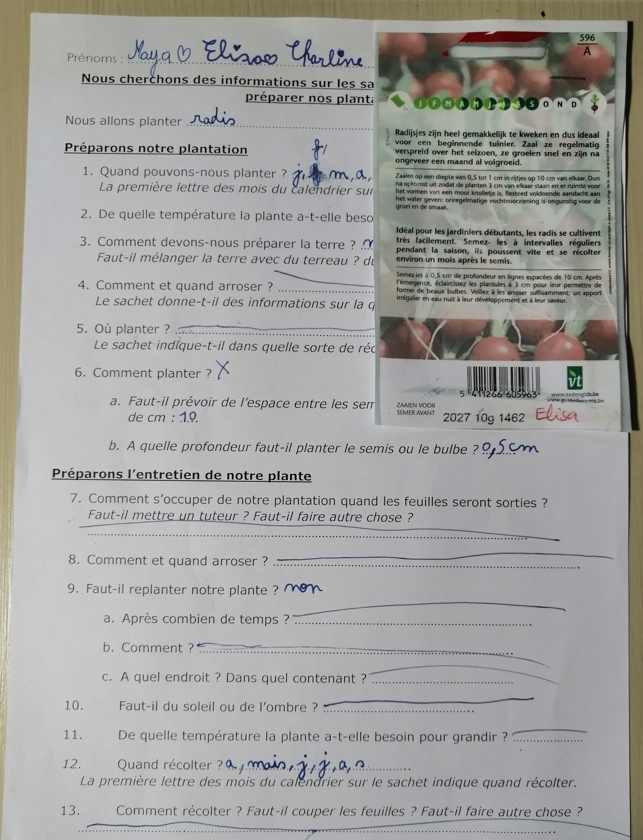 Prénoms : Maya Elisa Charline
Nous cherchons des informations sur les sa
préparer nos planta
Nous allons planter radis
Préparons notre plantation
1. Quand pouvons-nous planter ? j, f, m, a,
La première lettre des mois du calendrier sur
2. De quelle température la plante a-t-elle beso
3. Comment devons-nous préparer la terre ?
Faut-il mélanger la terre avec du terreau ? du
4. Comment et quand arroser ?
Le sachet donne-t-il des informations sur la q
5. Où planter ?
Le sachet indique-t-il dans quelle sorte de réc
6. Comment planter ? X
a. Faut-il prévoir de l'espace entre les sem
de cm : 10
b. A quelle profondeur faut-il planter le semis ou le bulbe ? 0,5 cm
Préparons l'entretien de notre plante
7. Comment s'occuper de notre plantation quand les feuilles seront sorties ?
Faut-il mettre un tuteur ? Faut-il faire autre chose ?
8. Comment et quand arroser ?
9. Faut-il replanter notre plante ? non
a. Après combien de temps ?
b. Comment ?
c. A quel endroit ? Dans quel contenant ?
10. Faut-il du soleil ou de l'ombre ?
11. De quelle température la plante a-t-elle besoin pour grandir ?
12. Quand récolter ? a, mais, j, j, a, s
La première lettre des mois du calendrier sur le sachet indique quand récolter.
13. Comment récolter ? Faut-il couper les feuilles ? Faut-il faire autre chose ?
596
A
J F M A M J J A S O N D
Radijsjes zijn heel gemakkelijk te kweken en dus ideaal
voor een beginnende tuinier. Zaai ze regelmatig
verspreid over het seizoen, ze groeien snel en zijn na
ongeveer een maand al volgroeid.
Zaaien op een diepte van 0,5 tot 1 cm in rijtjes op 10 cm van elkaar. Dun
na opkomst uit zodat de planten 3 cm van elkaar staan en er ruimte voor
het vormen van een mooi knolletje is. Besteed voldoende aandacht aan
het water geven: onregelmatige vochtvoorziening is ongunstig voor de
groei en de smaak.
Idéal pour les jardiniers débutants, les radis se cultivent
très facilement. Semez- les à intervalles réguliers
pendant la saison, ils poussent vite et se récolter
environ un mois après le semis.
Semez-les à 0,5 cm de profondeur en lignes espacées de 10 cm. Après
l'émergence, éclaircissez les plantules à 3 cm pour leur permettre de
former de beaux bulbes. Veillez à les arroser suffisamment: un apport
irrégulier en eau nuit à leur développement et à leur saveur.
5 411266 605963
vt
www.zadengids.be
ZAAIEN VOOR
SEMER AVANT
2027 10g 1462 Elisa